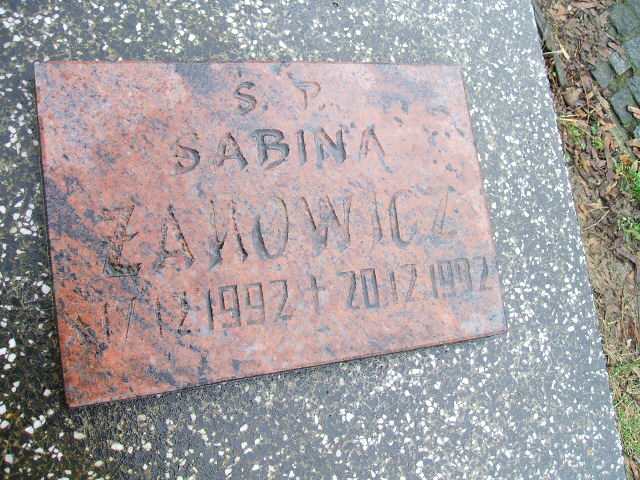 S. P.
SABINA
ŻAKOWICZ
* 17.12.1992 + 20.12.1992